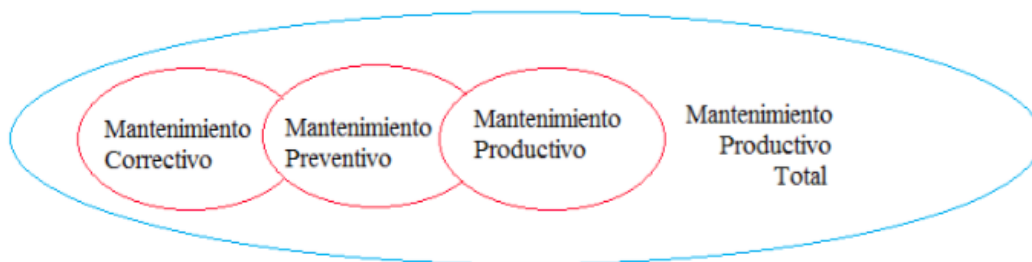 Mantenimiento
Correctivo
Mantenimiento
Preventivo
Mantenimiento
Productivo
Mantenimiento
Productivo
Total